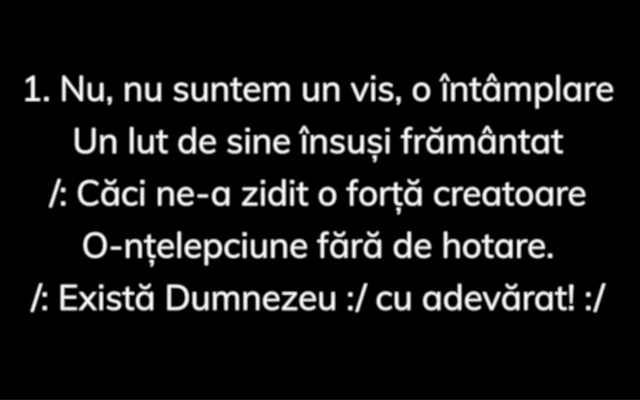 1. Nu, nu suntem un vis, o întâmplare
Un lut de sine însuși frământat
/: Căci ne-a zidit o forță creatoare
O-nțelepciune fără de hotare.
/: Există Dumnezeu :/ cu adevărat! :/